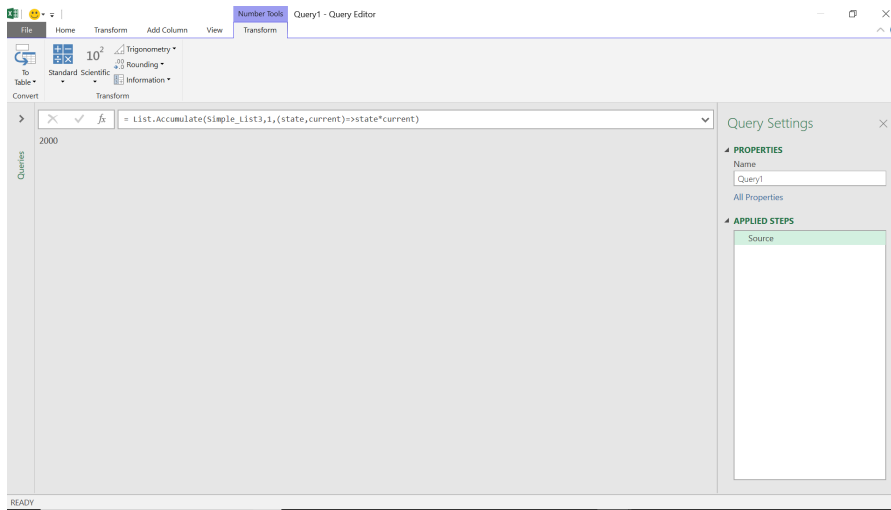 Number Tools Query1 - Query Editor
File Home Transform Add Column View Transform
To Table
Standard
Scientific
10²
Trigonometry
.00 Rounding
Information
Convert Transform
fx = List.Accumulate(Simple_List3,1,(state,current)=>state*current)
2000
Queries
Query Settings
PROPERTIES
Name
Query1
All Properties
APPLIED STEPS
Source
READY